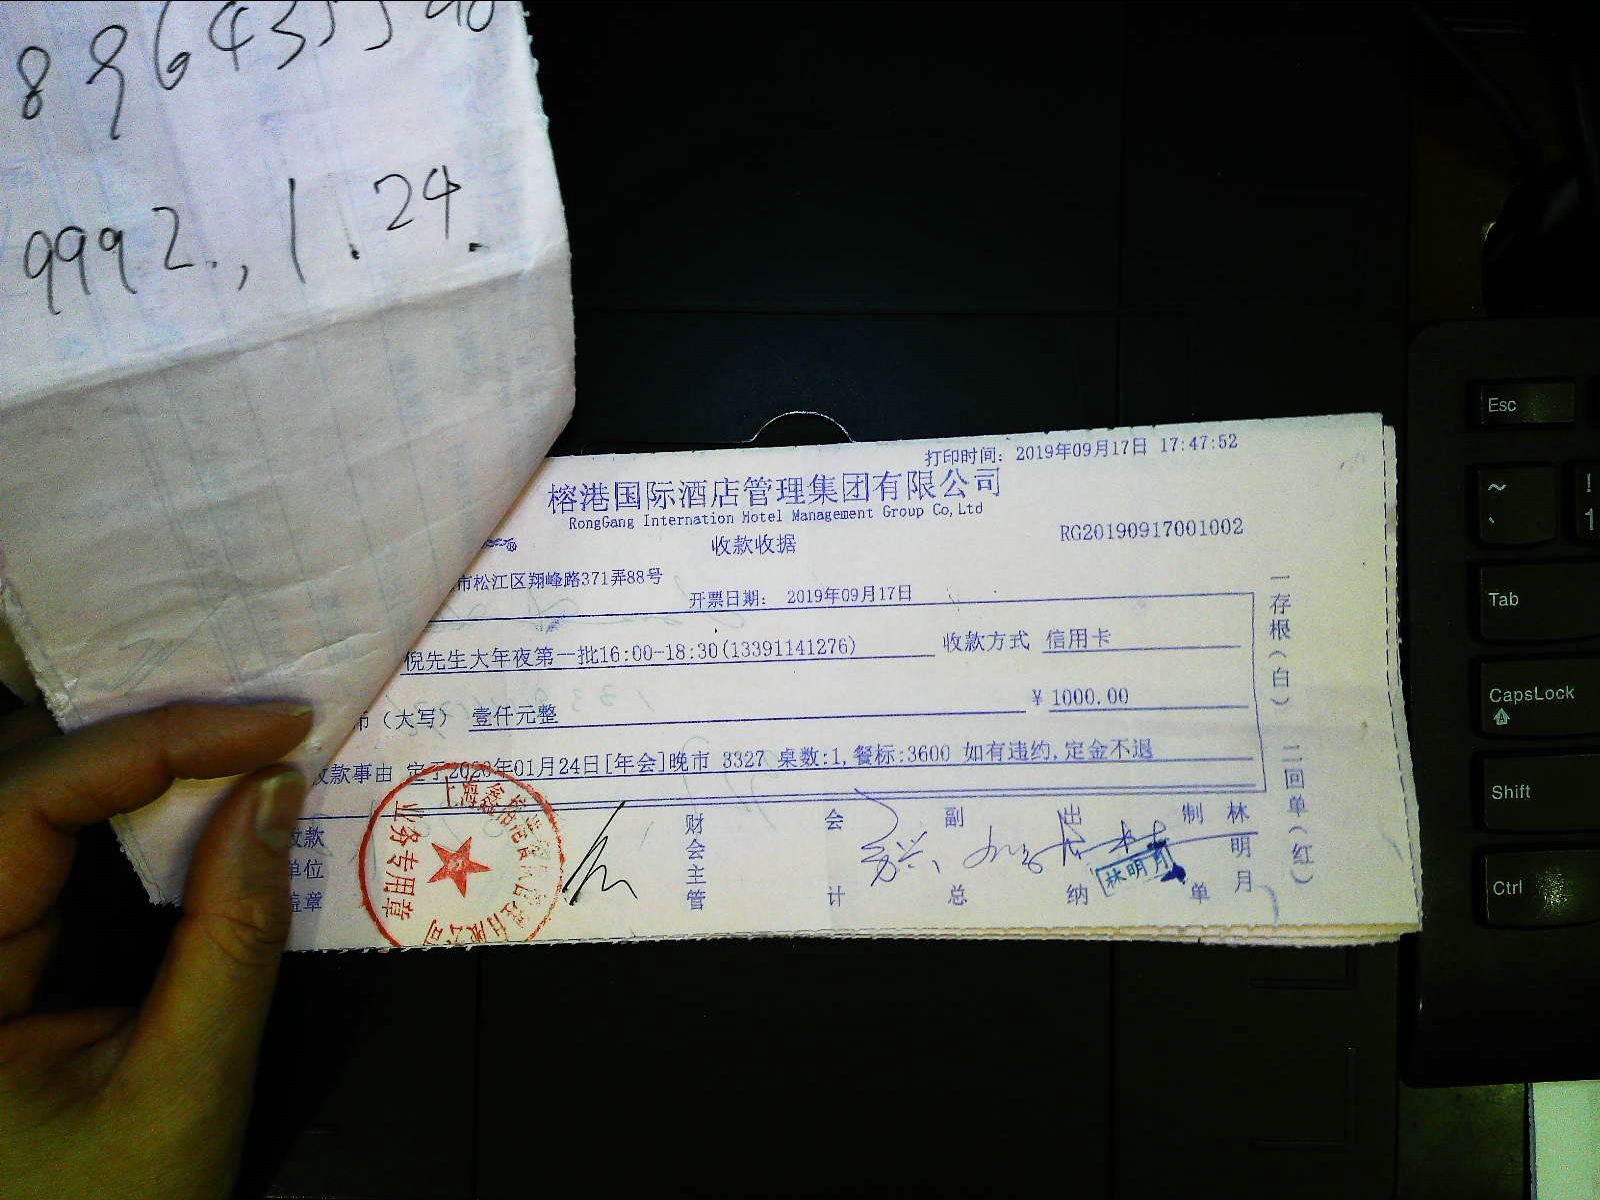 9992.,1.24.
打印时间: 2019年09月17日 17:47:52
榕港国际酒店管理集团有限公司
RongGang Internation Hotel Management Group Co,Ltd
收款收据
RG20190917001002
市松江区翔峰路371弄88号
开票日期: 2019年09月17日
倪先生大年夜第一批16:00-18:30(13391141276)
收款方式 信用卡
币（大写） 壹仟元整
¥ 1000.00
收款事由 定于2020年01月24日[年会]晚市 3327 桌数:1,餐标:3600 如有违约,定金不退
一存根（白） 二回单（红）
收款单位盖章
业务专用章
财会主管
会计
副总
出纳
制单
林明月
林明月
Esc
~
!
1
Tab
CapsLock
A
Shift
Ctrl